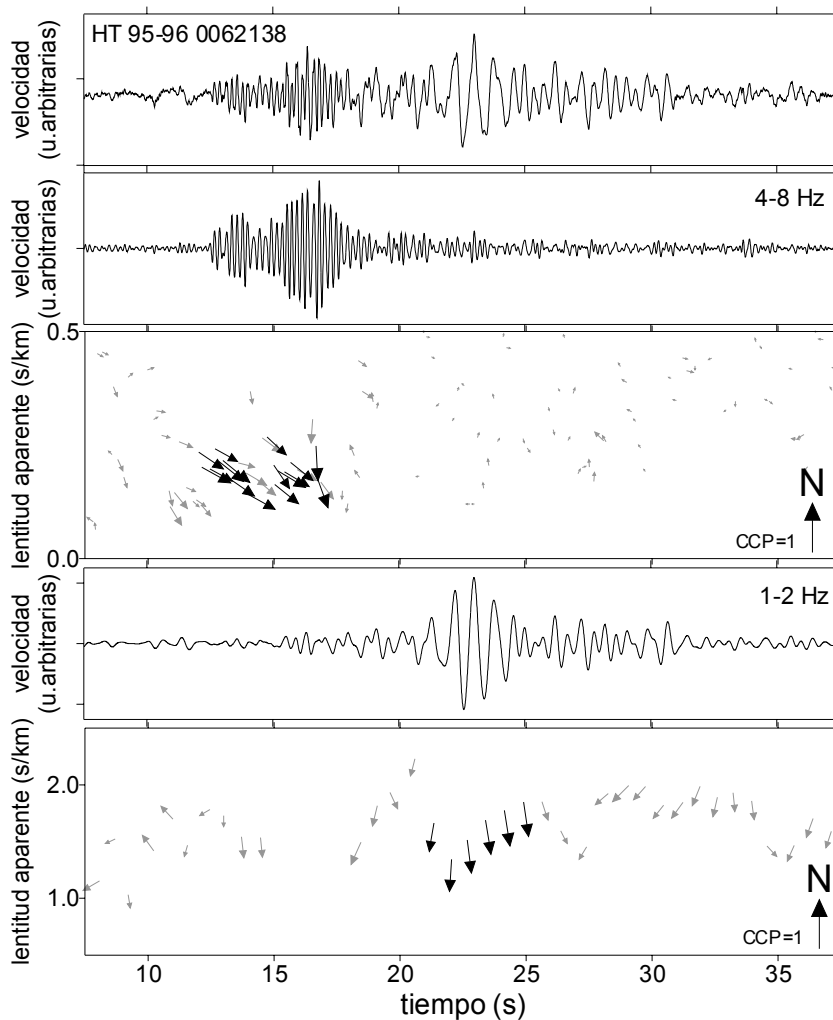 HT 95-96 0062138
velocidad
(u.arbitrarias)
4-8 Hz
velocidad
(u.arbitrarias)
lentitud aparente (s/km)
0.5
0.0
N
CCP=1
1-2 Hz
velocidad
(u.arbitrarias)
lentitud aparente (s/km)
2.0
1.0
N
CCP=1
10 15 20 25 30 35
tiempo (s)